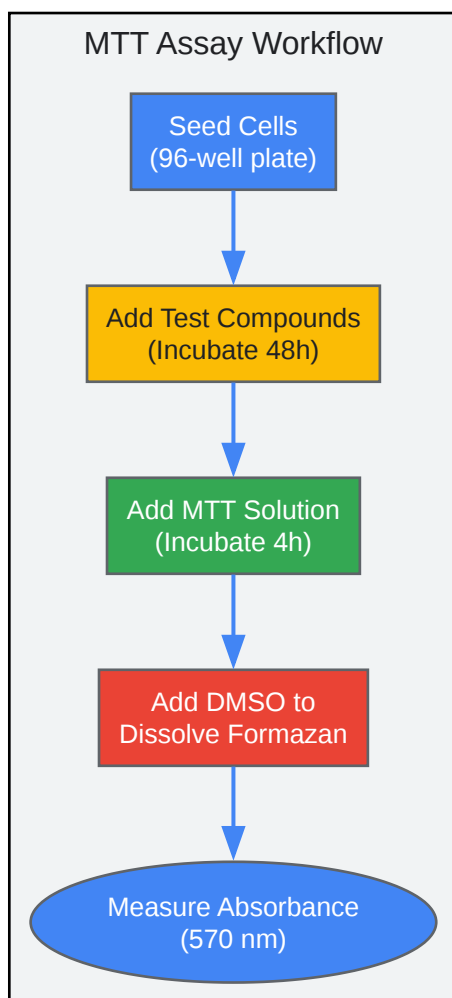 MTT Assay Workflow
Seed Cells
(96-well plate)
Add Test Compounds
(Incubate 48h)
Add MTT Solution
(Incubate 4h)
Add DMSO to
Dissolve Formazan
Measure Absorbance
(570 nm)